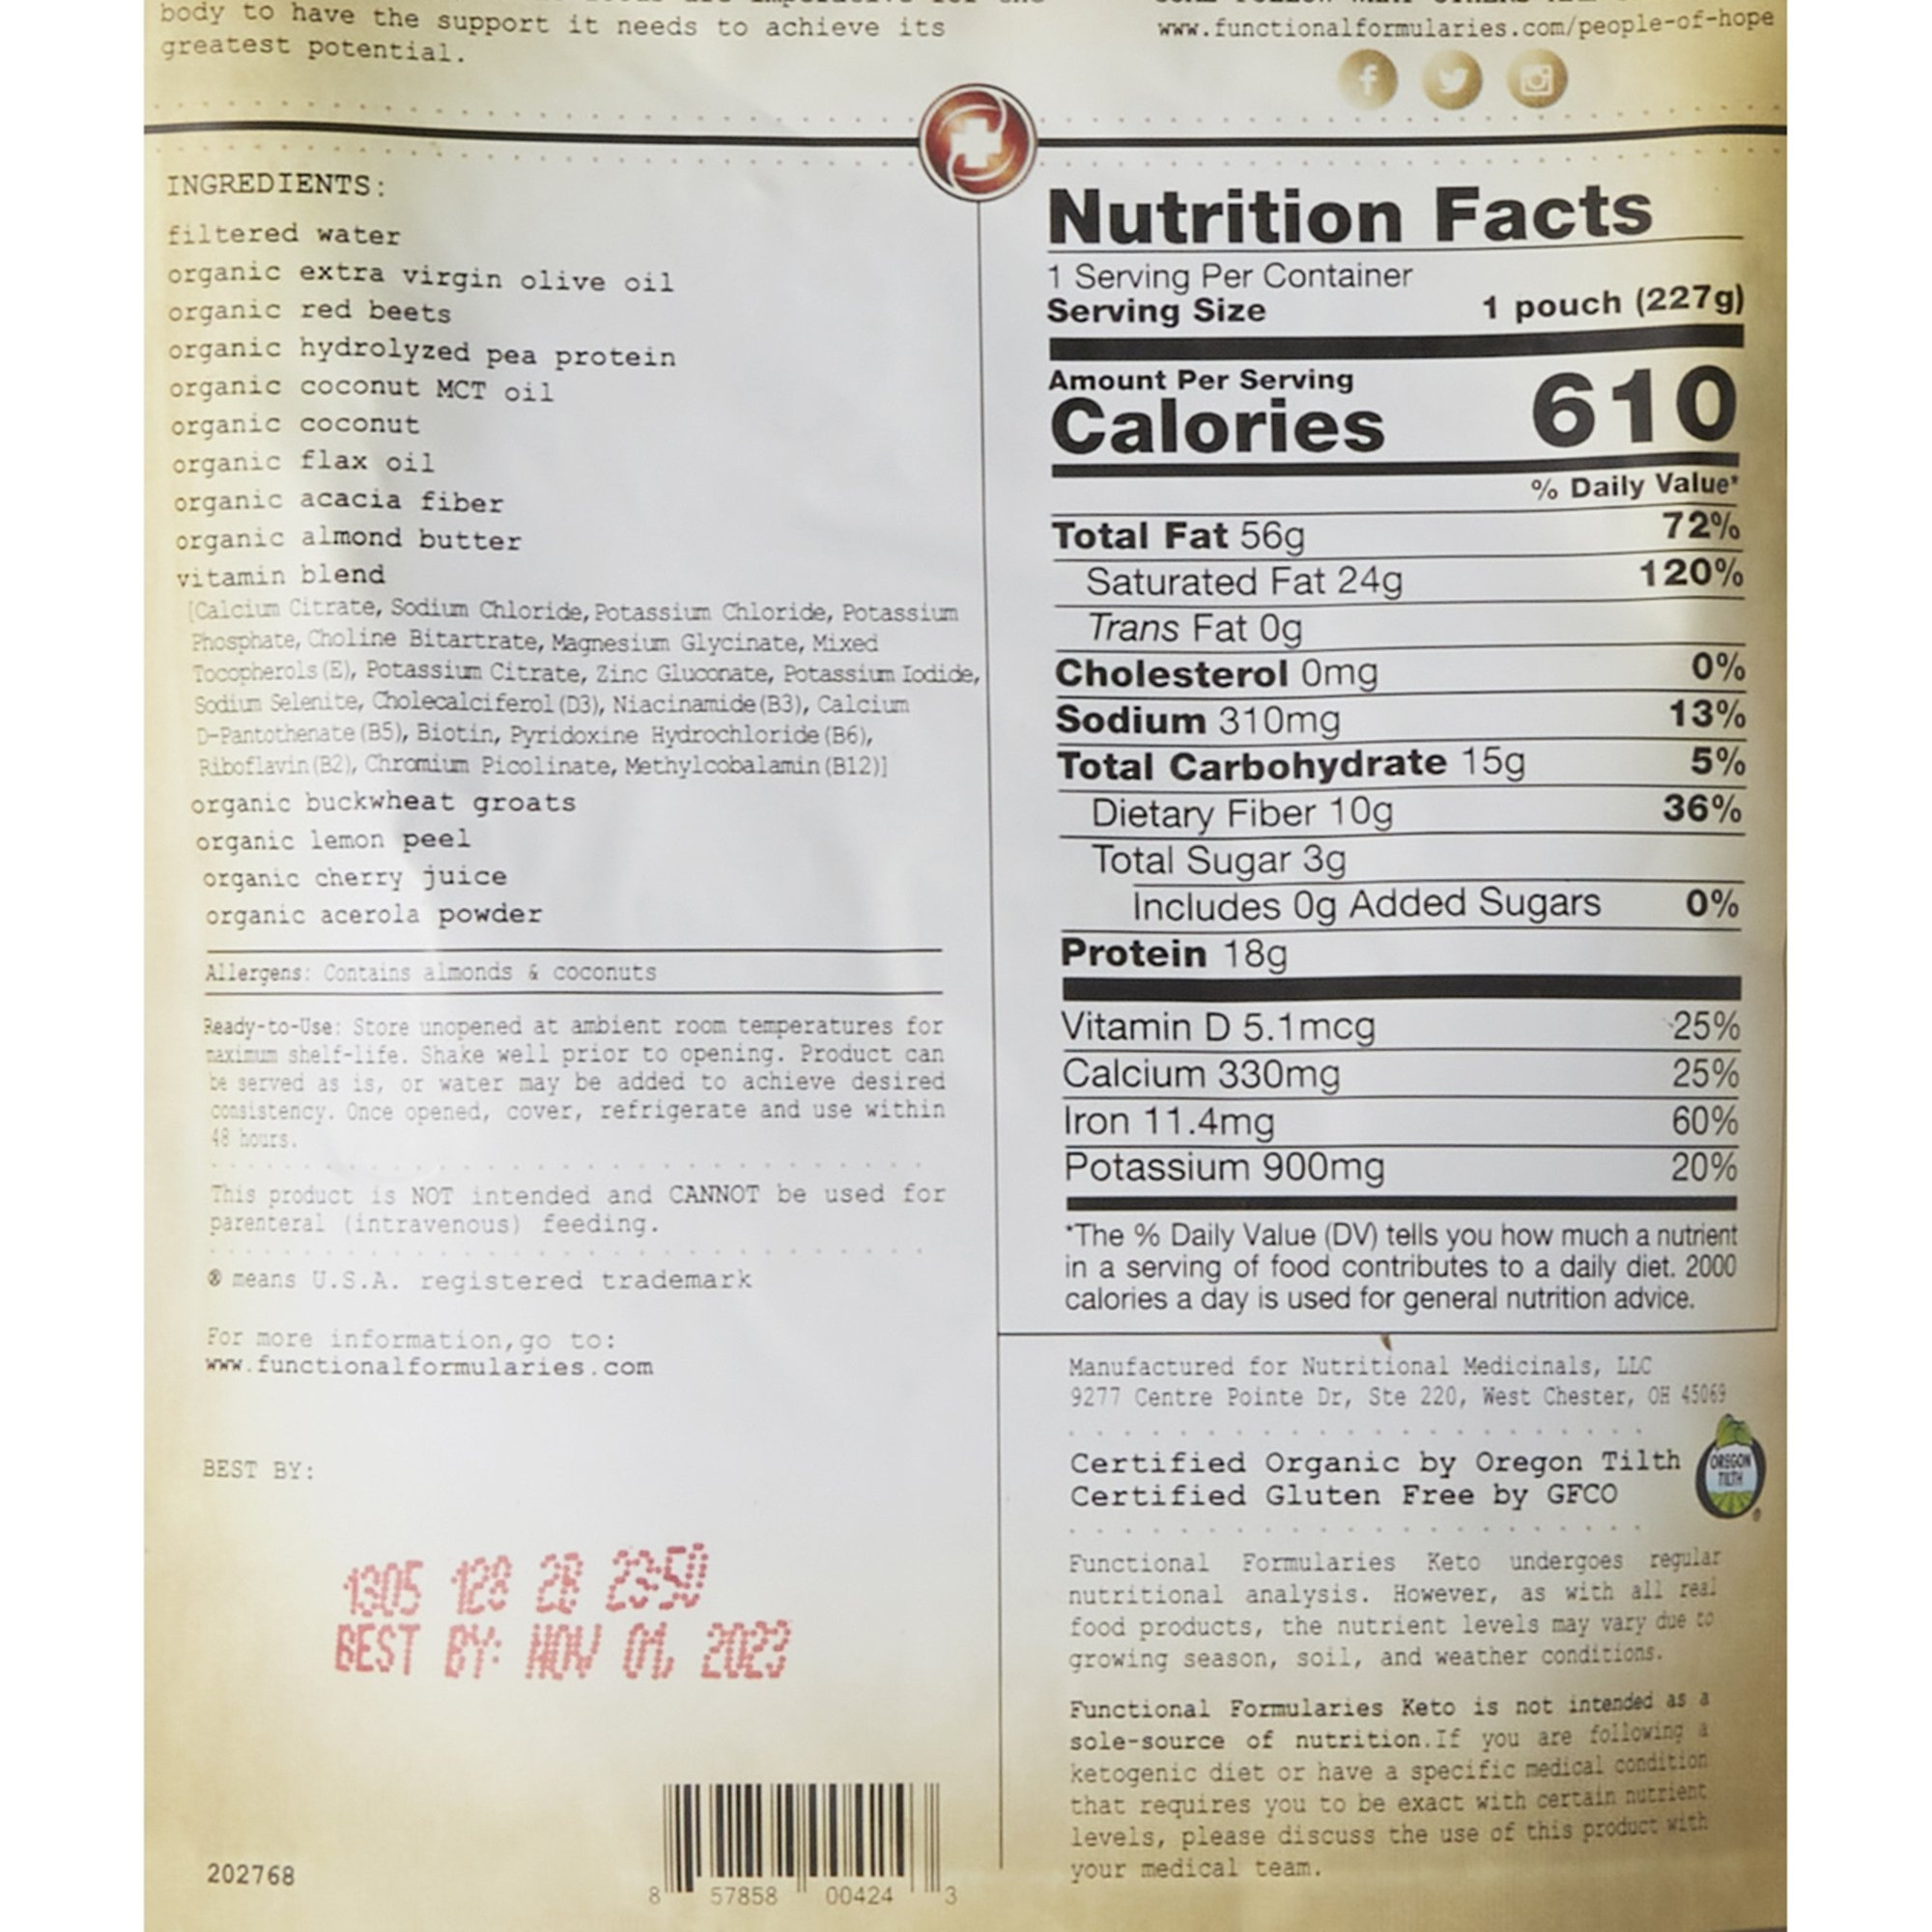 body to have the support it needs to achieve its
greatest potential.
www.functionalformularies.com/people-of-hope
INGREDIENTS:
filtered water
organic extra virgin olive oil
organic red beets
organic hydrolyzed pea protein
organic coconut MCT oil
organic coconut
organic flax oil
organic acacia fiber
organic almond butter
vitamin blend
[Calcium Citrate, Sodium Chloride, Potassium Chloride, Potassium
Phosphate, Choline Bitartrate, Magnesium Glycinate, Mixed
Tocopherols (E), Potassium Citrate, Zinc Gluconate, Potassium Iodide,
Sodium Selenite, Cholecalciferol (D3), Niacinamide (B3), Calcium
D-Pantothenate (B5), Biotin, Pyridoxine Hydrochloride (B6),
Riboflavin (B2), Chromium Picolinate, Methylcobalamin (B12)]
organic buckwheat groats
organic lemon peel
organic cherry juice
organic acerola powder
Allergens: Contains almonds & coconuts
Ready-to-Use: Store unopened at ambient room temperatures for
maximum shelf-life. Shake well prior to opening. Product can
be served as is, or water may be added to achieve desired
consistency. Once opened, cover, refrigerate and use within
48 hours.
This product is NOT intended and CANNOT be used for
parenteral (intravenous) feeding.
® means U.S.A. registered trademark
For more information, go to:
www.functionalformularies.com
BEST BY:
1305 128 28 23:50
BEST BY: NOV 01, 2023
202768
8 57858 00424 3
Nutrition Facts
1 Serving Per Container
Serving Size 1 pouch (227g)
Amount Per Serving
Calories 610
% Daily Value*
Total Fat 56g 72%
Saturated Fat 24g 120%
Trans Fat 0g
Cholesterol 0mg 0%
Sodium 310mg 13%
Total Carbohydrate 15g 5%
Dietary Fiber 10g 36%
Total Sugar 3g
Includes 0g Added Sugars 0%
Protein 18g
Vitamin D 5.1mcg 25%
Calcium 330mg 25%
Iron 11.4mg 60%
Potassium 900mg 20%
*The % Daily Value (DV) tells you how much a nutrient
in a serving of food contributes to a daily diet. 2000
calories a day is used for general nutrition advice.
Manufactured for Nutritional Medicinals, LLC
9277 Centre Pointe Dr, Ste 220, West Chester, OH 45069
Certified Organic by Oregon Tilth
Certified Gluten Free by GFCO
OREGON
TILTH
Functional Formularies Keto undergoes regular
nutritional analysis. However, as with all real
food products, the nutrient levels may vary due to
growing season, soil, and weather conditions.
Functional Formularies Keto is not intended as a
sole-source of nutrition. If you are following a
ketogenic diet or have a specific medical condition
that requires you to be exact with certain nutrient
levels, please discuss the use of this product with
your medical team.